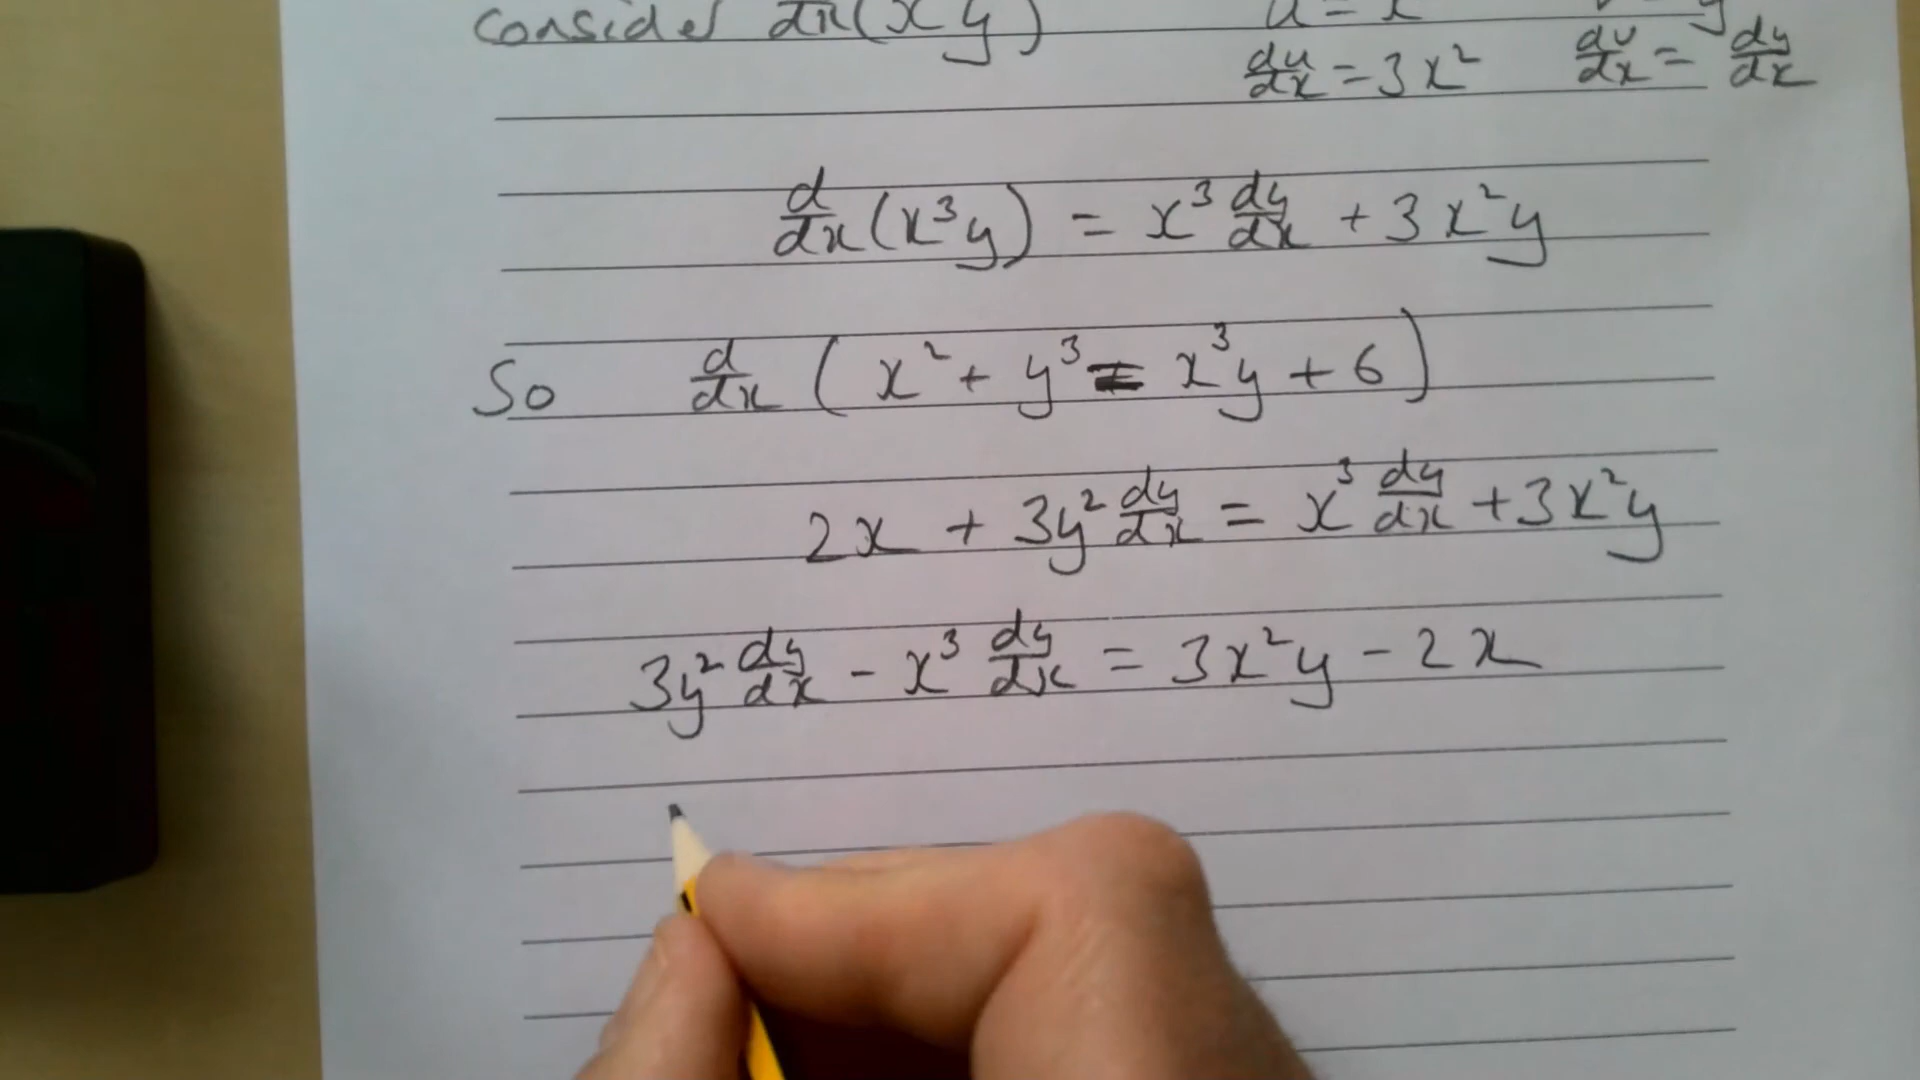 Consider d/dx(x³y) u = x³ v = y
du/dx = 3x² dv/dx = dy/dx
d/dx(x³y) = x³ dy/dx + 3x²y
So d/dx ( x² + y³ = x³y + 6 )
2x + 3y² dy/dx = x³ dy/dx + 3x²y
3y² dy/dx - x³ dy/dx = 3x²y - 2x